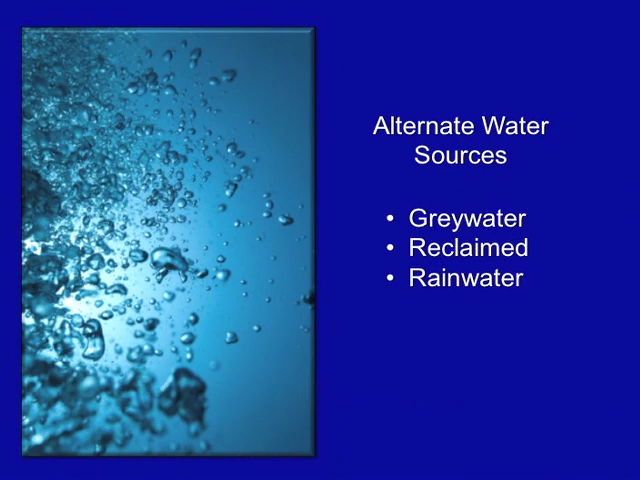 Alternate Water
Sources
• Greywater
• Reclaimed
• Rainwater